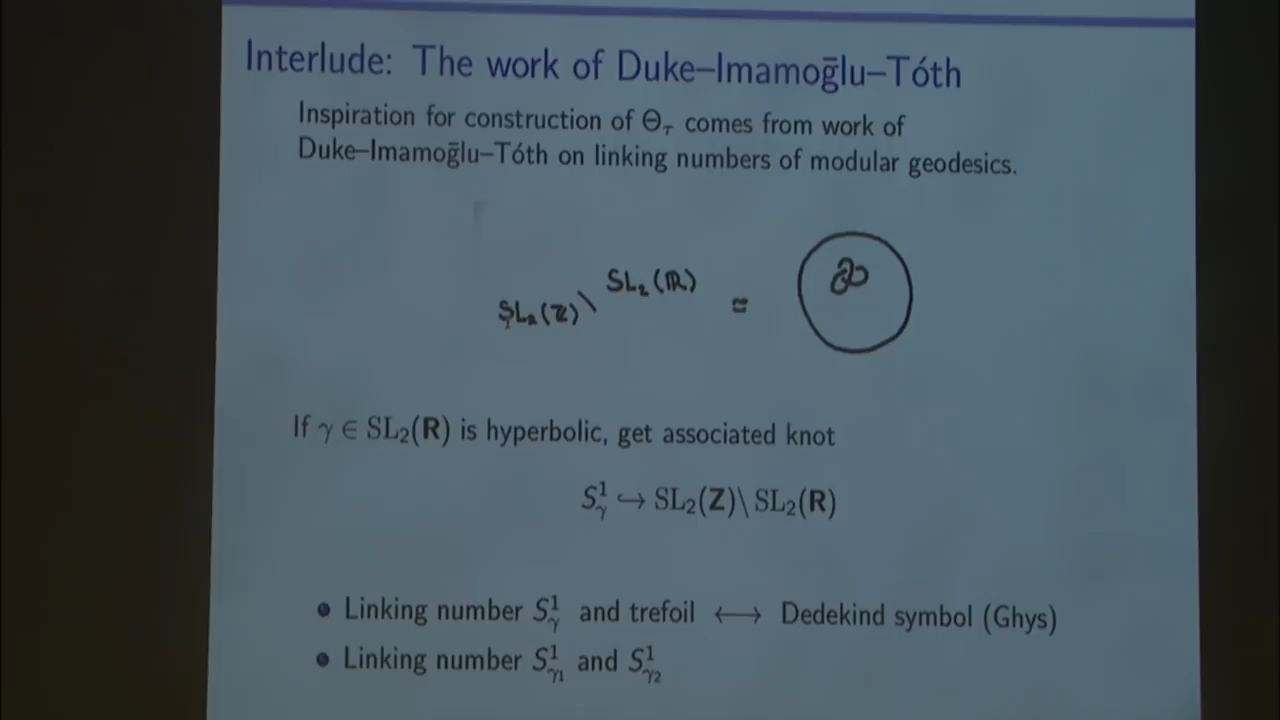 Interlude: The work of Duke–Imamoḡlu–Tóth
Inspiration for construction of Θ_τ comes from work of
Duke–Imamoḡlu–Tóth on linking numbers of modular geodesics.
SL₂(ℤ)\ SL₂(ℝ) ≅
If γ ∈ SL₂(R) is hyperbolic, get associated knot
S¹_γ ↪ SL₂(Z)\ SL₂(R)
• Linking number S¹_γ and trefoil ⟷ Dedekind symbol (Ghys)
• Linking number S¹_γ₁ and S¹_γ₂